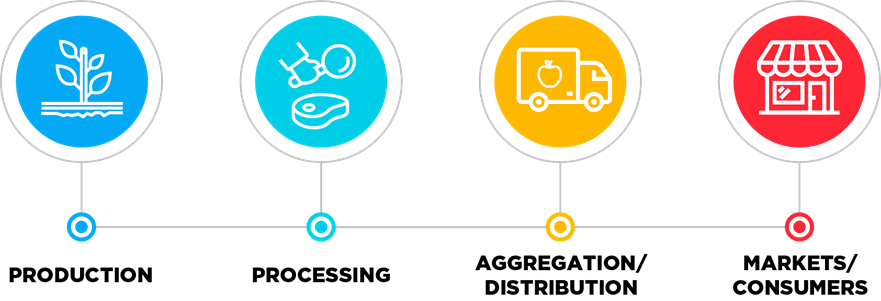 PRODUCTION
PROCESSING
AGGREGATION/
DISTRIBUTION
MARKETS/
CONSUMERS